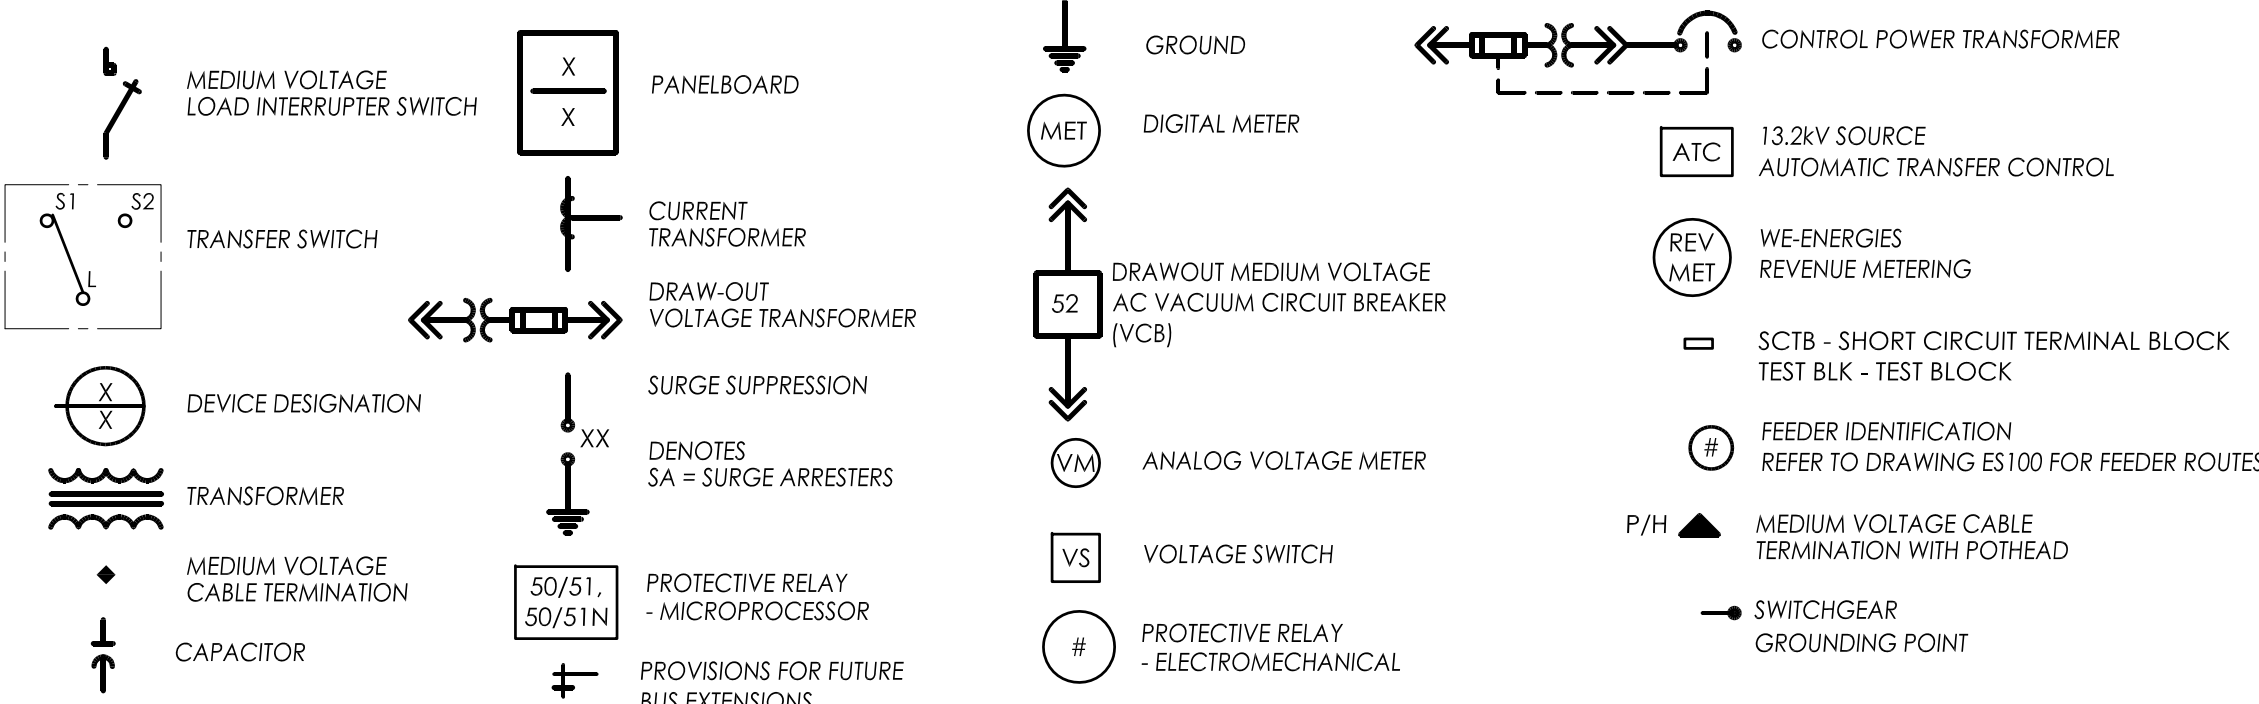 MEDIUM VOLTAGE
LOAD INTERRUPTER SWITCH
S1
S2
L
TRANSFER SWITCH
X
X
DEVICE DESIGNATION
TRANSFORMER
MEDIUM VOLTAGE
CABLE TERMINATION
CAPACITOR
X
X
PANELBOARD
CURRENT
TRANSFORMER
DRAW-OUT
VOLTAGE TRANSFORMER
SURGE SUPPRESSION
XX
DENOTES
SA = SURGE ARRESTERS
50/51,
50/51N
PROTECTIVE RELAY
- MICROPROCESSOR
PROVISIONS FOR FUTURE
BUS EXTENSIONS
GROUND
MET
DIGITAL METER
52
DRAWOUT MEDIUM VOLTAGE
AC VACUUM CIRCUIT BREAKER
(VCB)
VM
ANALOG VOLTAGE METER
VS
VOLTAGE SWITCH
#
PROTECTIVE RELAY
- ELECTROMECHANICAL
CONTROL POWER TRANSFORMER
ATC
13.2kV SOURCE
AUTOMATIC TRANSFER CONTROL
REV
MET
WE-ENERGIES
REVENUE METERING
SCTB - SHORT CIRCUIT TERMINAL BLOCK
TEST BLK - TEST BLOCK
#
FEEDER IDENTIFICATION
REFER TO DRAWING ES100 FOR FEEDER ROUTES
P/H
MEDIUM VOLTAGE CABLE
TERMINATION WITH POTHEAD
SWITCHGEAR
GROUNDING POINT